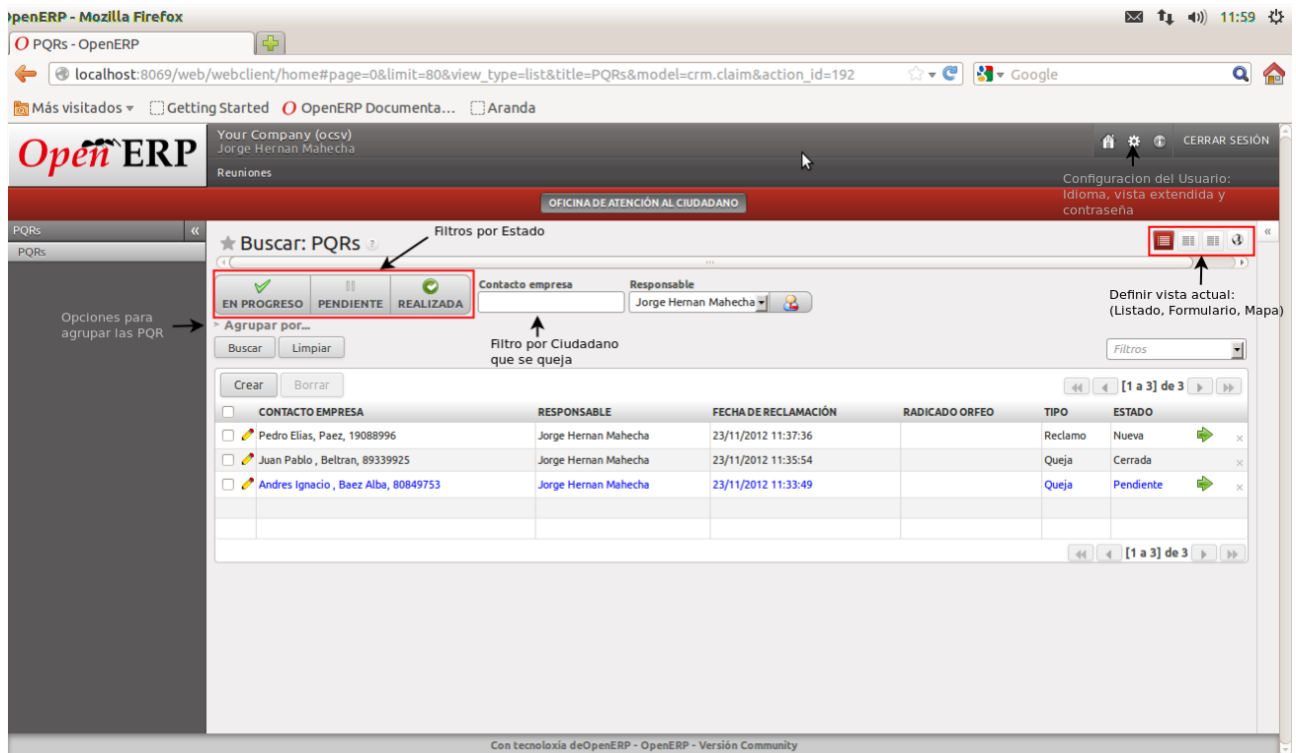 OpenERP - Mozilla Firefox
11:59
PQRs - OpenERP
localhost:8069/web/webclient/home#page=0&limit=80&view_type=list&title=PQRs&model=crm.claim&action_id=192
Google
Más visitados
Getting Started
OpenERP Documenta...
Aranda
Open ERP
Your Company (ocsv)
Jorge Hernan Mahecha
Reuniones
CERRAR SESIÓN
Configuracion del Usuario:
Idioma, vista extendida y
contraseña
OFICINA DE ATENCIÓN AL CIUDADANO
PQRs
«
PQRs
Buscar: PQRs ?
Filtros por Estado
«
EN PROGRESO
PENDIENTE
REALIZADA
Contacto empresa
Responsable
Jorge Hernan Mahecha
Definir vista actual:
(Listado, Formulario, Mapa)
Opciones para
agrupar las PQR
Agrupar por...
Filtro por Ciudadano
que se queja
Buscar
Limpiar
Filtros
Crear
Borrar
[1 a 3] de 3
CONTACTO EMPRESA RESPONSABLE FECHA DE RECLAMACIÓN RADICADO ORFEO TIPO ESTADO
Pedro Elias, Paez, 19088996 Jorge Hernan Mahecha 23/11/2012 11:37:36 Reclamo Nueva
Juan Pablo , Beltran, 89339925 Jorge Hernan Mahecha 23/11/2012 11:35:54 Queja Cerrada
Andres Ignacio , Baez Alba, 80849753 Jorge Hernan Mahecha 23/11/2012 11:33:49 Queja Pendiente
[1 a 3] de 3
Con tecnoloxía deOpenERP - OpenERP - Versión Community